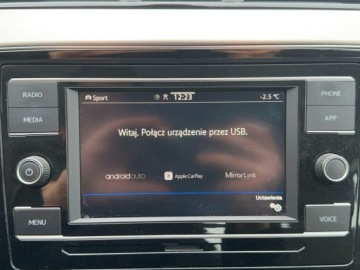 RADIO
MEDIA
MENU
Sport
12:23
-2.5 °C
Witaj. Połącz urządzenie przez USB.
androidauto
Apple CarPlay
MirrorLink
Ustawienia
PHONE
APP
VOICE